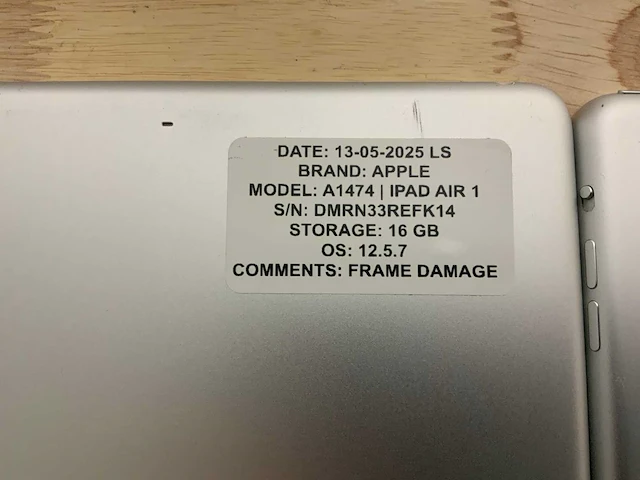 DATE: 13-05-2025 LS
BRAND: APPLE
MODEL: A1474 | IPAD AIR 1
S/N: DMRN33REFK14
STORAGE: 16 GB
OS: 12.5.7
COMMENTS: FRAME DAMAGE